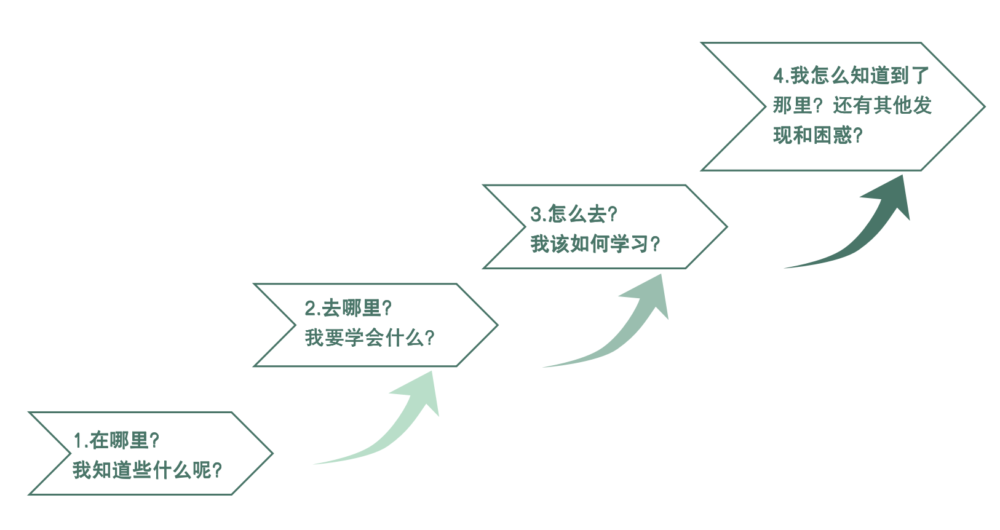 1.在哪里？
我知道些什么呢？
2.去哪里？
我要学会什么？
3.怎么去？
我该如何学习？
4.我怎么知道到了
那里？还有其他发
现和困惑？